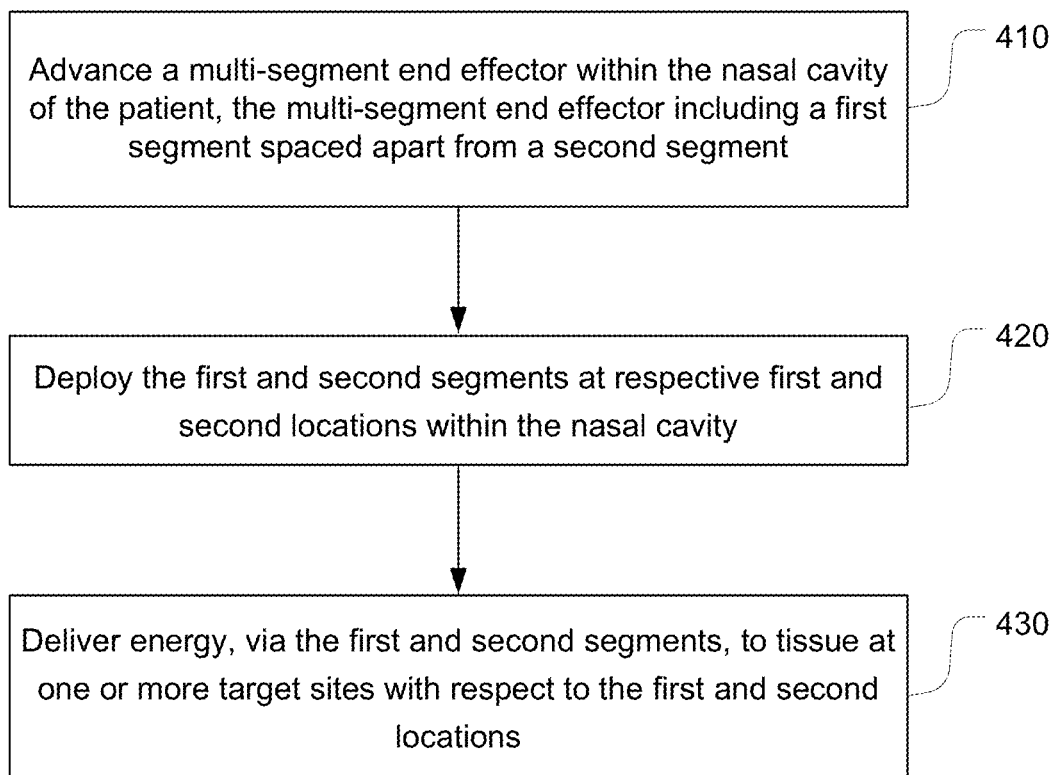 Advance a multi-segment end effector within the nasal cavity
of the patient, the multi-segment end effector including a first
segment spaced apart from a second segment
410
Deploy the first and second segments at respective first and
second locations within the nasal cavity
420
Deliver energy, via the first and second segments, to tissue at
one or more target sites with respect to the first and second
locations
430